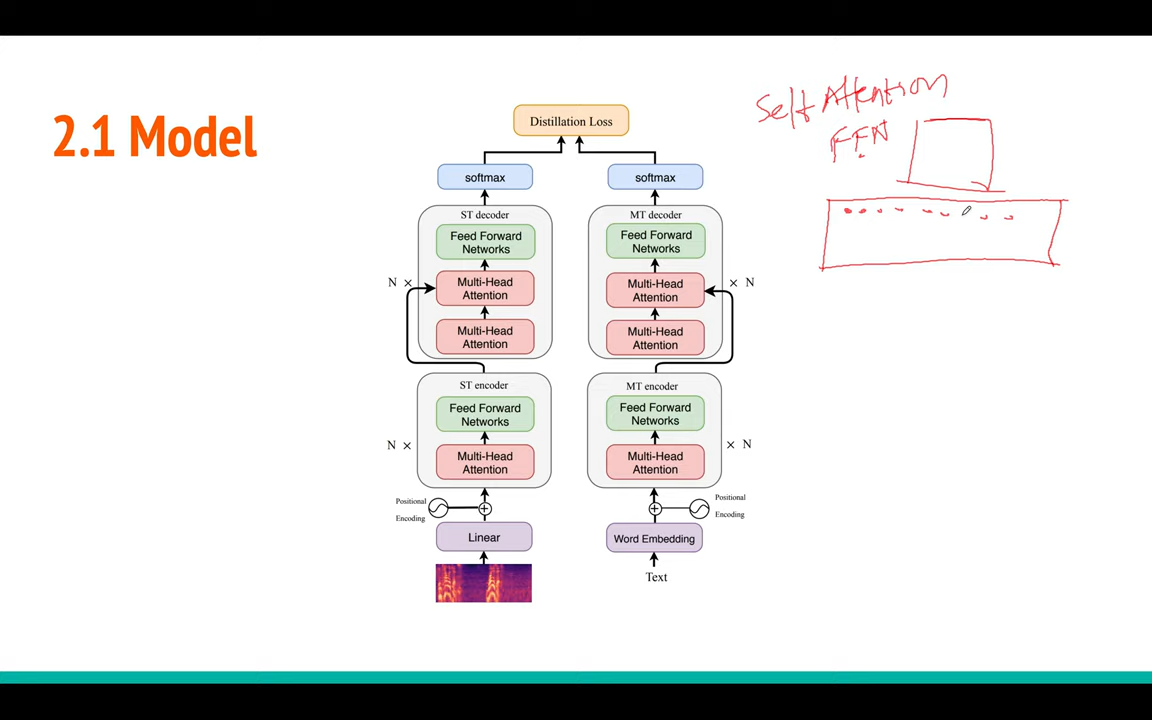 2.1 Model
Self Attention
FFN
Distillation Loss
softmax
softmax
ST decoder
Feed Forward
Networks
N ×
Multi-Head
Attention
Multi-Head
Attention
MT decoder
Feed Forward
Networks
× N
Multi-Head
Attention
Multi-Head
Attention
ST encoder
Feed Forward
Networks
N ×
Multi-Head
Attention
MT encoder
Feed Forward
Networks
× N
Multi-Head
Attention
Positional
Encoding
Positional
Encoding
Linear
Word Embedding
Text